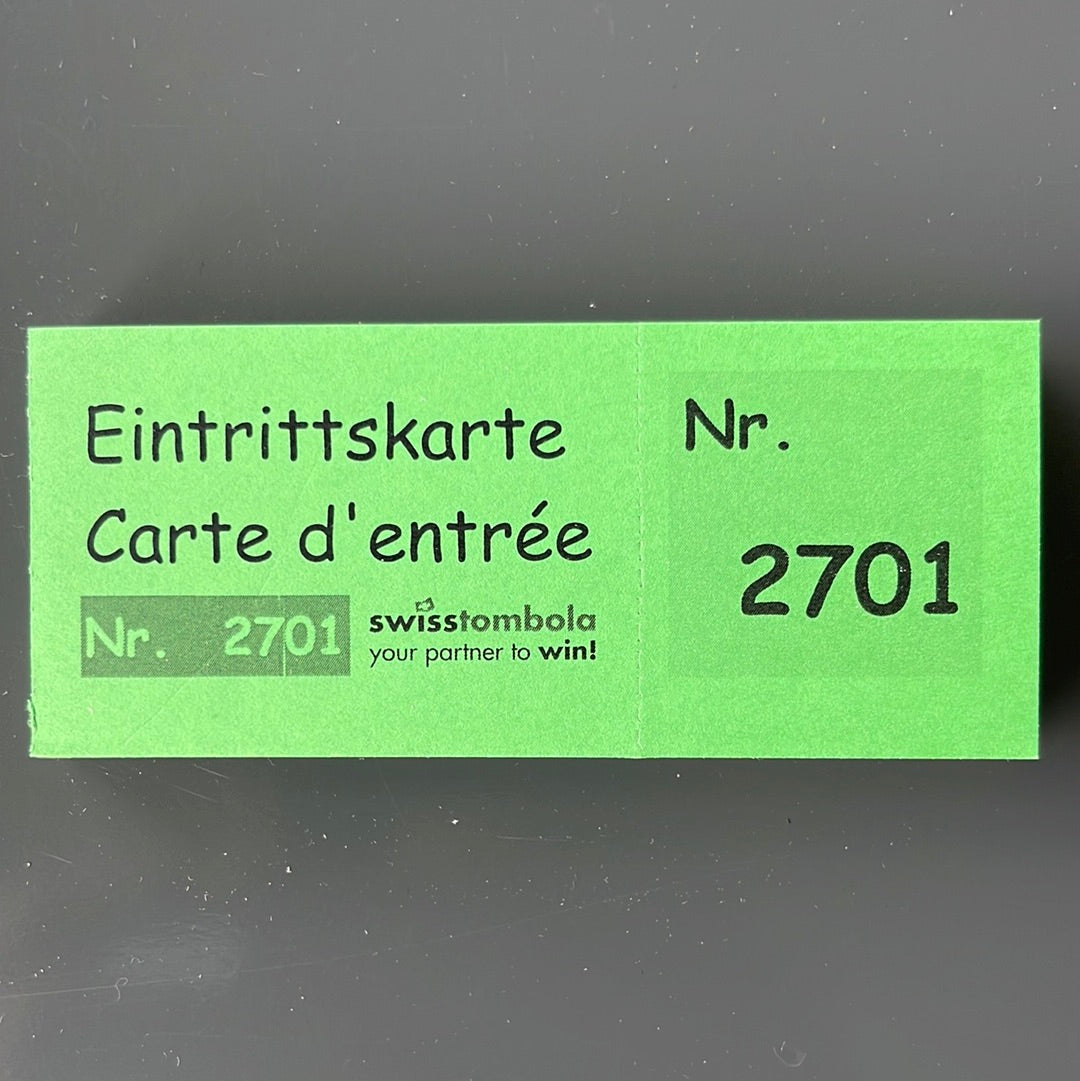 Eintrittskarte
Carte d'entrée
Nr. 2701
swisstombola
your partner to win!
Nr.
2701